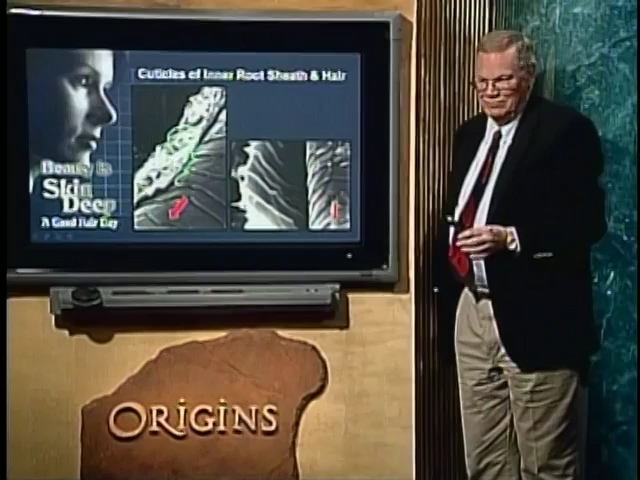 Cuticles of Inner Root Sheath & Hair
Beauty is
Skin
Deep
A Good Hair Day
ORIGINS